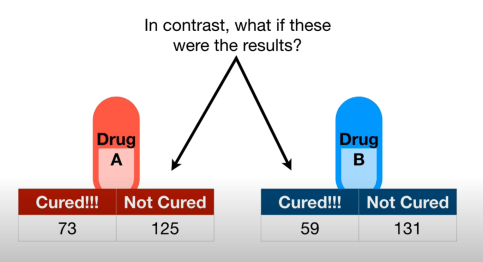 In contrast, what if these
were the results?
Drug
A
Drug
B
Cured!!! Not Cured
73 125
Cured!!! Not Cured
59 131